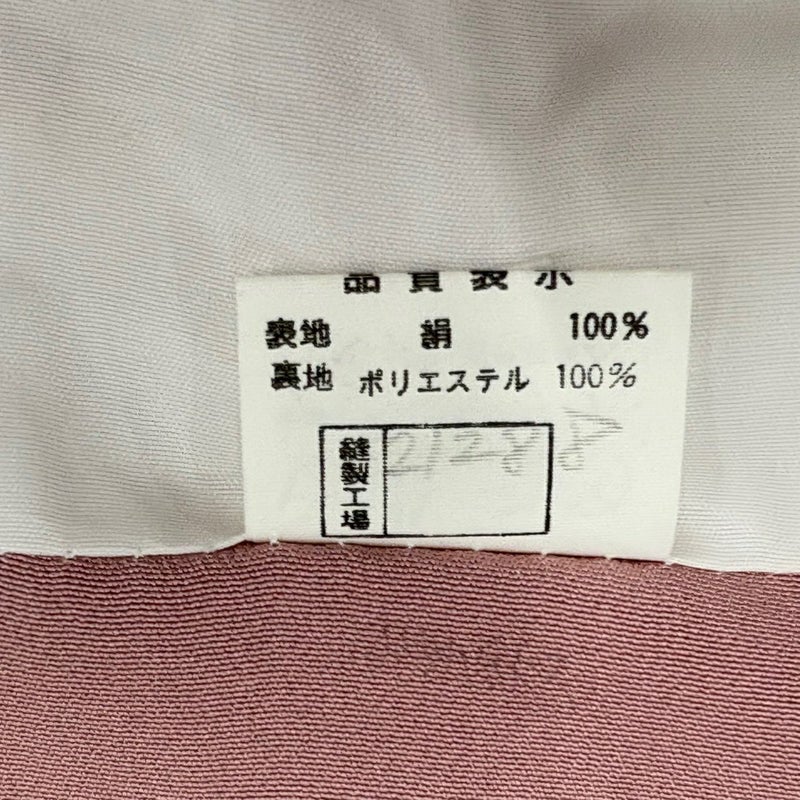 品質表示
表地 絹 100%
裏地 ポリエステル 100%
縫製工場
21288